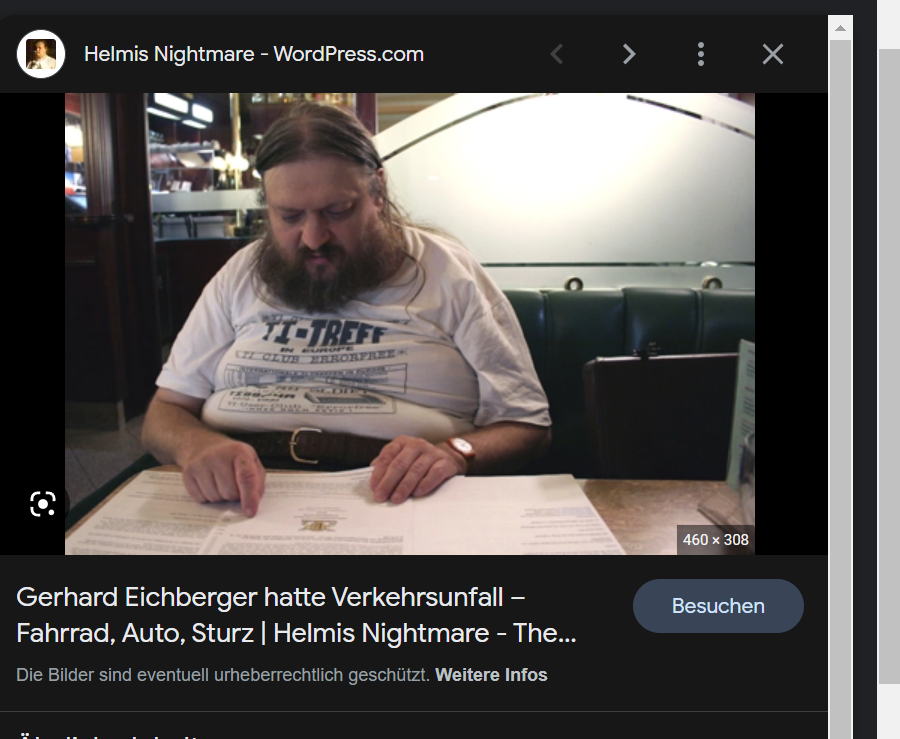 Helmis Nightmare - WordPress.com
TI-TREFF
IN EUROPE
TI CLUB ERRORFREE
460 × 308
Gerhard Eichberger hatte Verkehrsunfall –
Fahrrad, Auto, Sturz | Helmis Nightmare - The...
Besuchen
Die Bilder sind eventuell urheberrechtlich geschützt. Weitere Infos